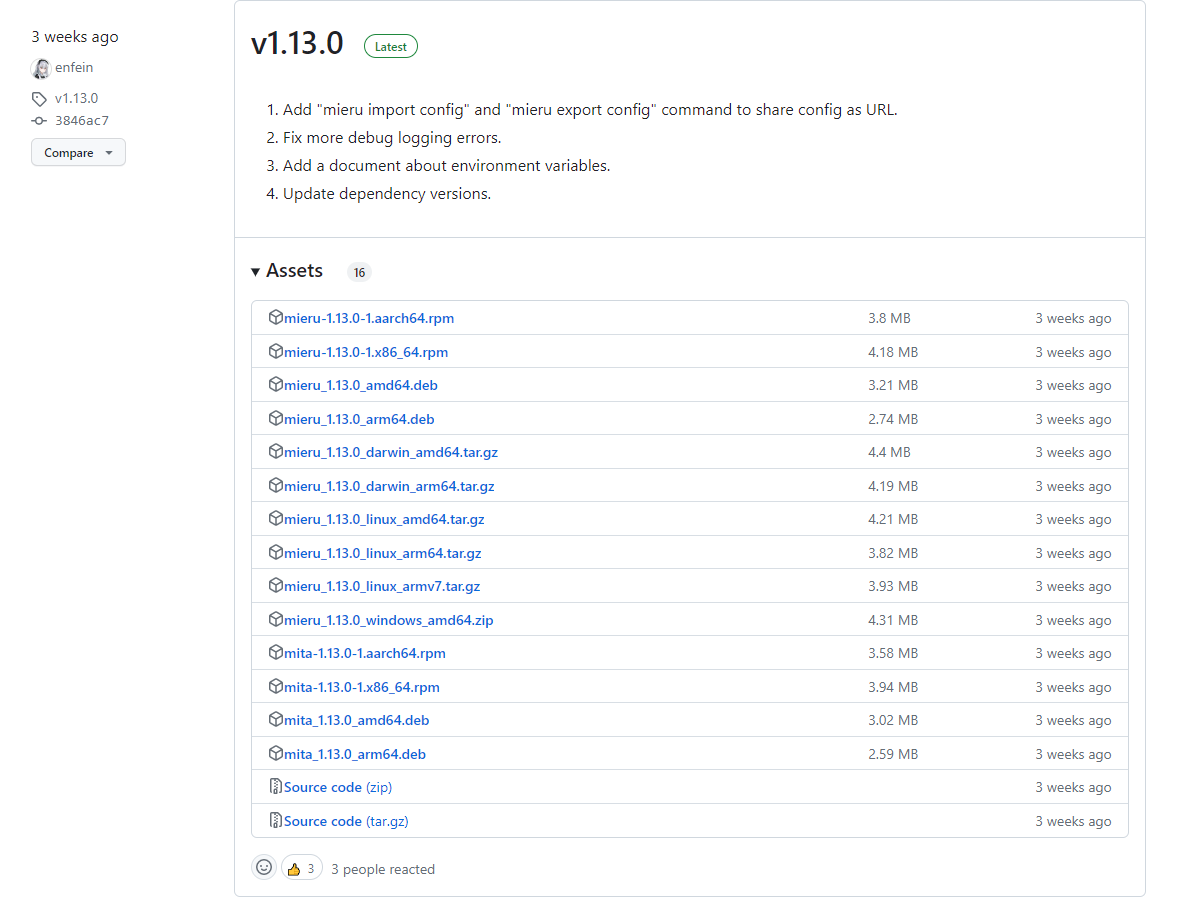 3 weeks ago
enfein
v1.13.0
3846ac7
Compare
v1.13.0 Latest
1. Add "mieru import config" and "mieru export config" command to share config as URL.
2. Fix more debug logging errors.
3. Add a document about environment variables.
4. Update dependency versions.
Assets 16
mieru-1.13.0-1.aarch64.rpm 3.8 MB 3 weeks ago
mieru-1.13.0-1.x86_64.rpm 4.18 MB 3 weeks ago
mieru_1.13.0_amd64.deb 3.21 MB 3 weeks ago
mieru_1.13.0_arm64.deb 2.74 MB 3 weeks ago
mieru_1.13.0_darwin_amd64.tar.gz 4.4 MB 3 weeks ago
mieru_1.13.0_darwin_arm64.tar.gz 4.19 MB 3 weeks ago
mieru_1.13.0_linux_amd64.tar.gz 4.21 MB 3 weeks ago
mieru_1.13.0_linux_arm64.tar.gz 3.82 MB 3 weeks ago
mieru_1.13.0_linux_armv7.tar.gz 3.93 MB 3 weeks ago
mieru_1.13.0_windows_amd64.zip 4.31 MB 3 weeks ago
mita-1.13.0-1.aarch64.rpm 3.58 MB 3 weeks ago
mita-1.13.0-1.x86_64.rpm 3.94 MB 3 weeks ago
mita_1.13.0_amd64.deb 3.02 MB 3 weeks ago
mita_1.13.0_arm64.deb 2.59 MB 3 weeks ago
Source code (zip) 3 weeks ago
Source code (tar.gz) 3 weeks ago
3 3 people reacted